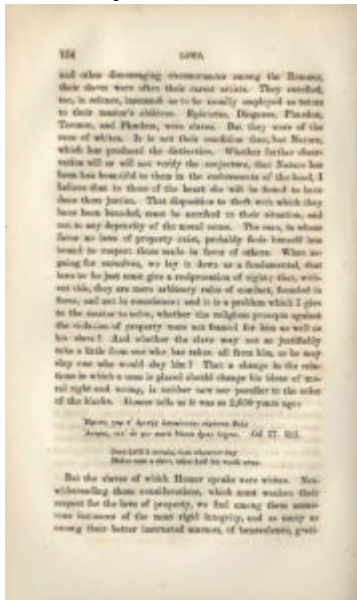 154 LAWS.
and other discouraging circumstances among the Romans,
their slaves were often their rarest artists. They excelled,
too, in science, insomuch as to be usually employed as tutors
to their master's children. Epictetus, Diogenes, Phædon,
Terence, and Phædrus, were slaves. But they were of the
race of whites. It is not their condition then, but Nature,
which has produced the distinction. Whether further obser-
vation will or will not verify the conjecture, that Nature has
been less bountiful to them in the endowments of the head, I
believe that in those of the heart she will be found to have
done them justice. That disposition to theft with which they
have been branded, must be ascribed to their situation, and
not to any depravity of the moral sense. The man, in whose
favor no laws of property exist, probably feels himself less
bound to respect those made in favor of others. When ar-
guing for ourselves, we lay it down as a fundamental, that
laws to be just must give a reciprocation of right; that, with-
out this, they are mere arbitrary rules of conduct, founded in
force, and not in conscience: and it is a problem which I give
to the master to solve, whether the religious precepts against
the violation of property were not framed for him as well as
his slave? And whether the slave may not as justifiably
take a little from one who has taken all from him, as he may
slay one who would slay him? That a change in the rela-
tions in which a man is placed should change his ideas of mo-
ral right and wrong, is neither new nor peculiar to the color
of the blacks. Homer tells us it was so 2,600 years ago:
Od. 17. 323.
Jove fix'd it certain, that whatever day
Makes man a slave, takes half his worth away.
But the slaves of which Homer speaks were whites. Not-
withstanding these considerations, which must weaken their
respect for the laws of property, we find among them nume-
rous instances of the most rigid integrity, and as many as
among their better instructed masters, of benevolence, grati-